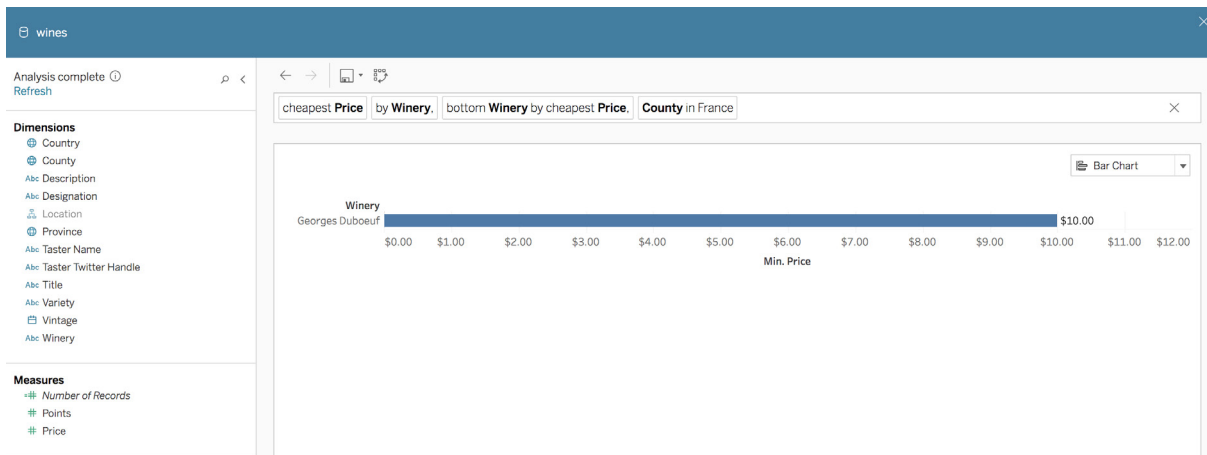 wines
Analysis complete
Refresh
Dimensions
Country
County
Abc Description
Abc Designation
Location
Province
Abc Taster Name
Abc Taster Twitter Handle
Abc Title
Abc Variety
Vintage
Abc Winery
Measures
=# Number of Records
# Points
# Price
cheapest Price by Winery, bottom Winery by cheapest Price, County in France
Bar Chart
Winery
Georges Duboeuf $10.00
$0.00 $1.00 $2.00 $3.00 $4.00 $5.00 $6.00 $7.00 $8.00 $9.00 $10.00 $11.00 $12.00
Min. Price